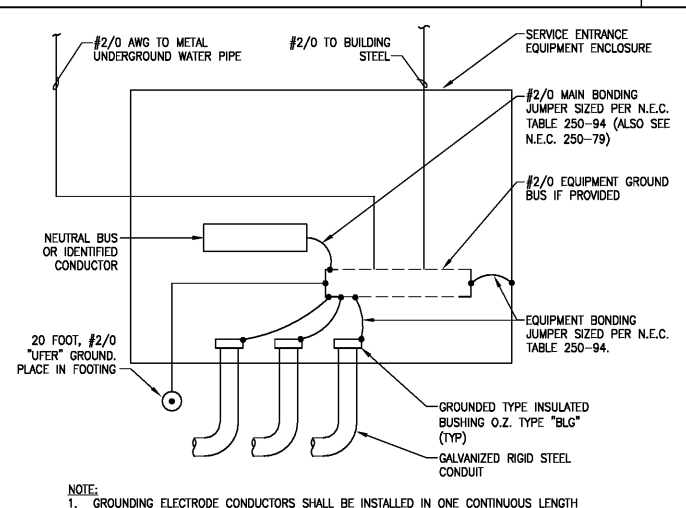 #2/0 AWG TO METAL
UNDERGROUND WATER PIPE
#2/0 TO BUILDING
STEEL
SERVICE ENTRANCE
EQUIPMENT ENCLOSURE
#2/0 MAIN BONDING
JUMPER SIZED PER N.E.C.
TABLE 250-94 (ALSO SEE
N.E.C. 250-79)
#2/0 EQUIPMENT GROUND
BUS IF PROVIDED
NEUTRAL BUS
OR IDENTIFIED
CONDUCTOR
20 FOOT, #2/0
"UFER" GROUND.
PLACE IN FOOTING
EQUIPMENT BONDING
JUMPER SIZED PER N.E.C.
TABLE 250-94.
GROUNDED TYPE INSULATED
BUSHING O.Z. TYPE "BLG"
(TYP)
GALVANIZED RIGID STEEL
CONDUIT
NOTE:
1. GROUNDING ELECTRODE CONDUCTORS SHALL BE INSTALLED IN ONE CONTINUOUS LENGTH